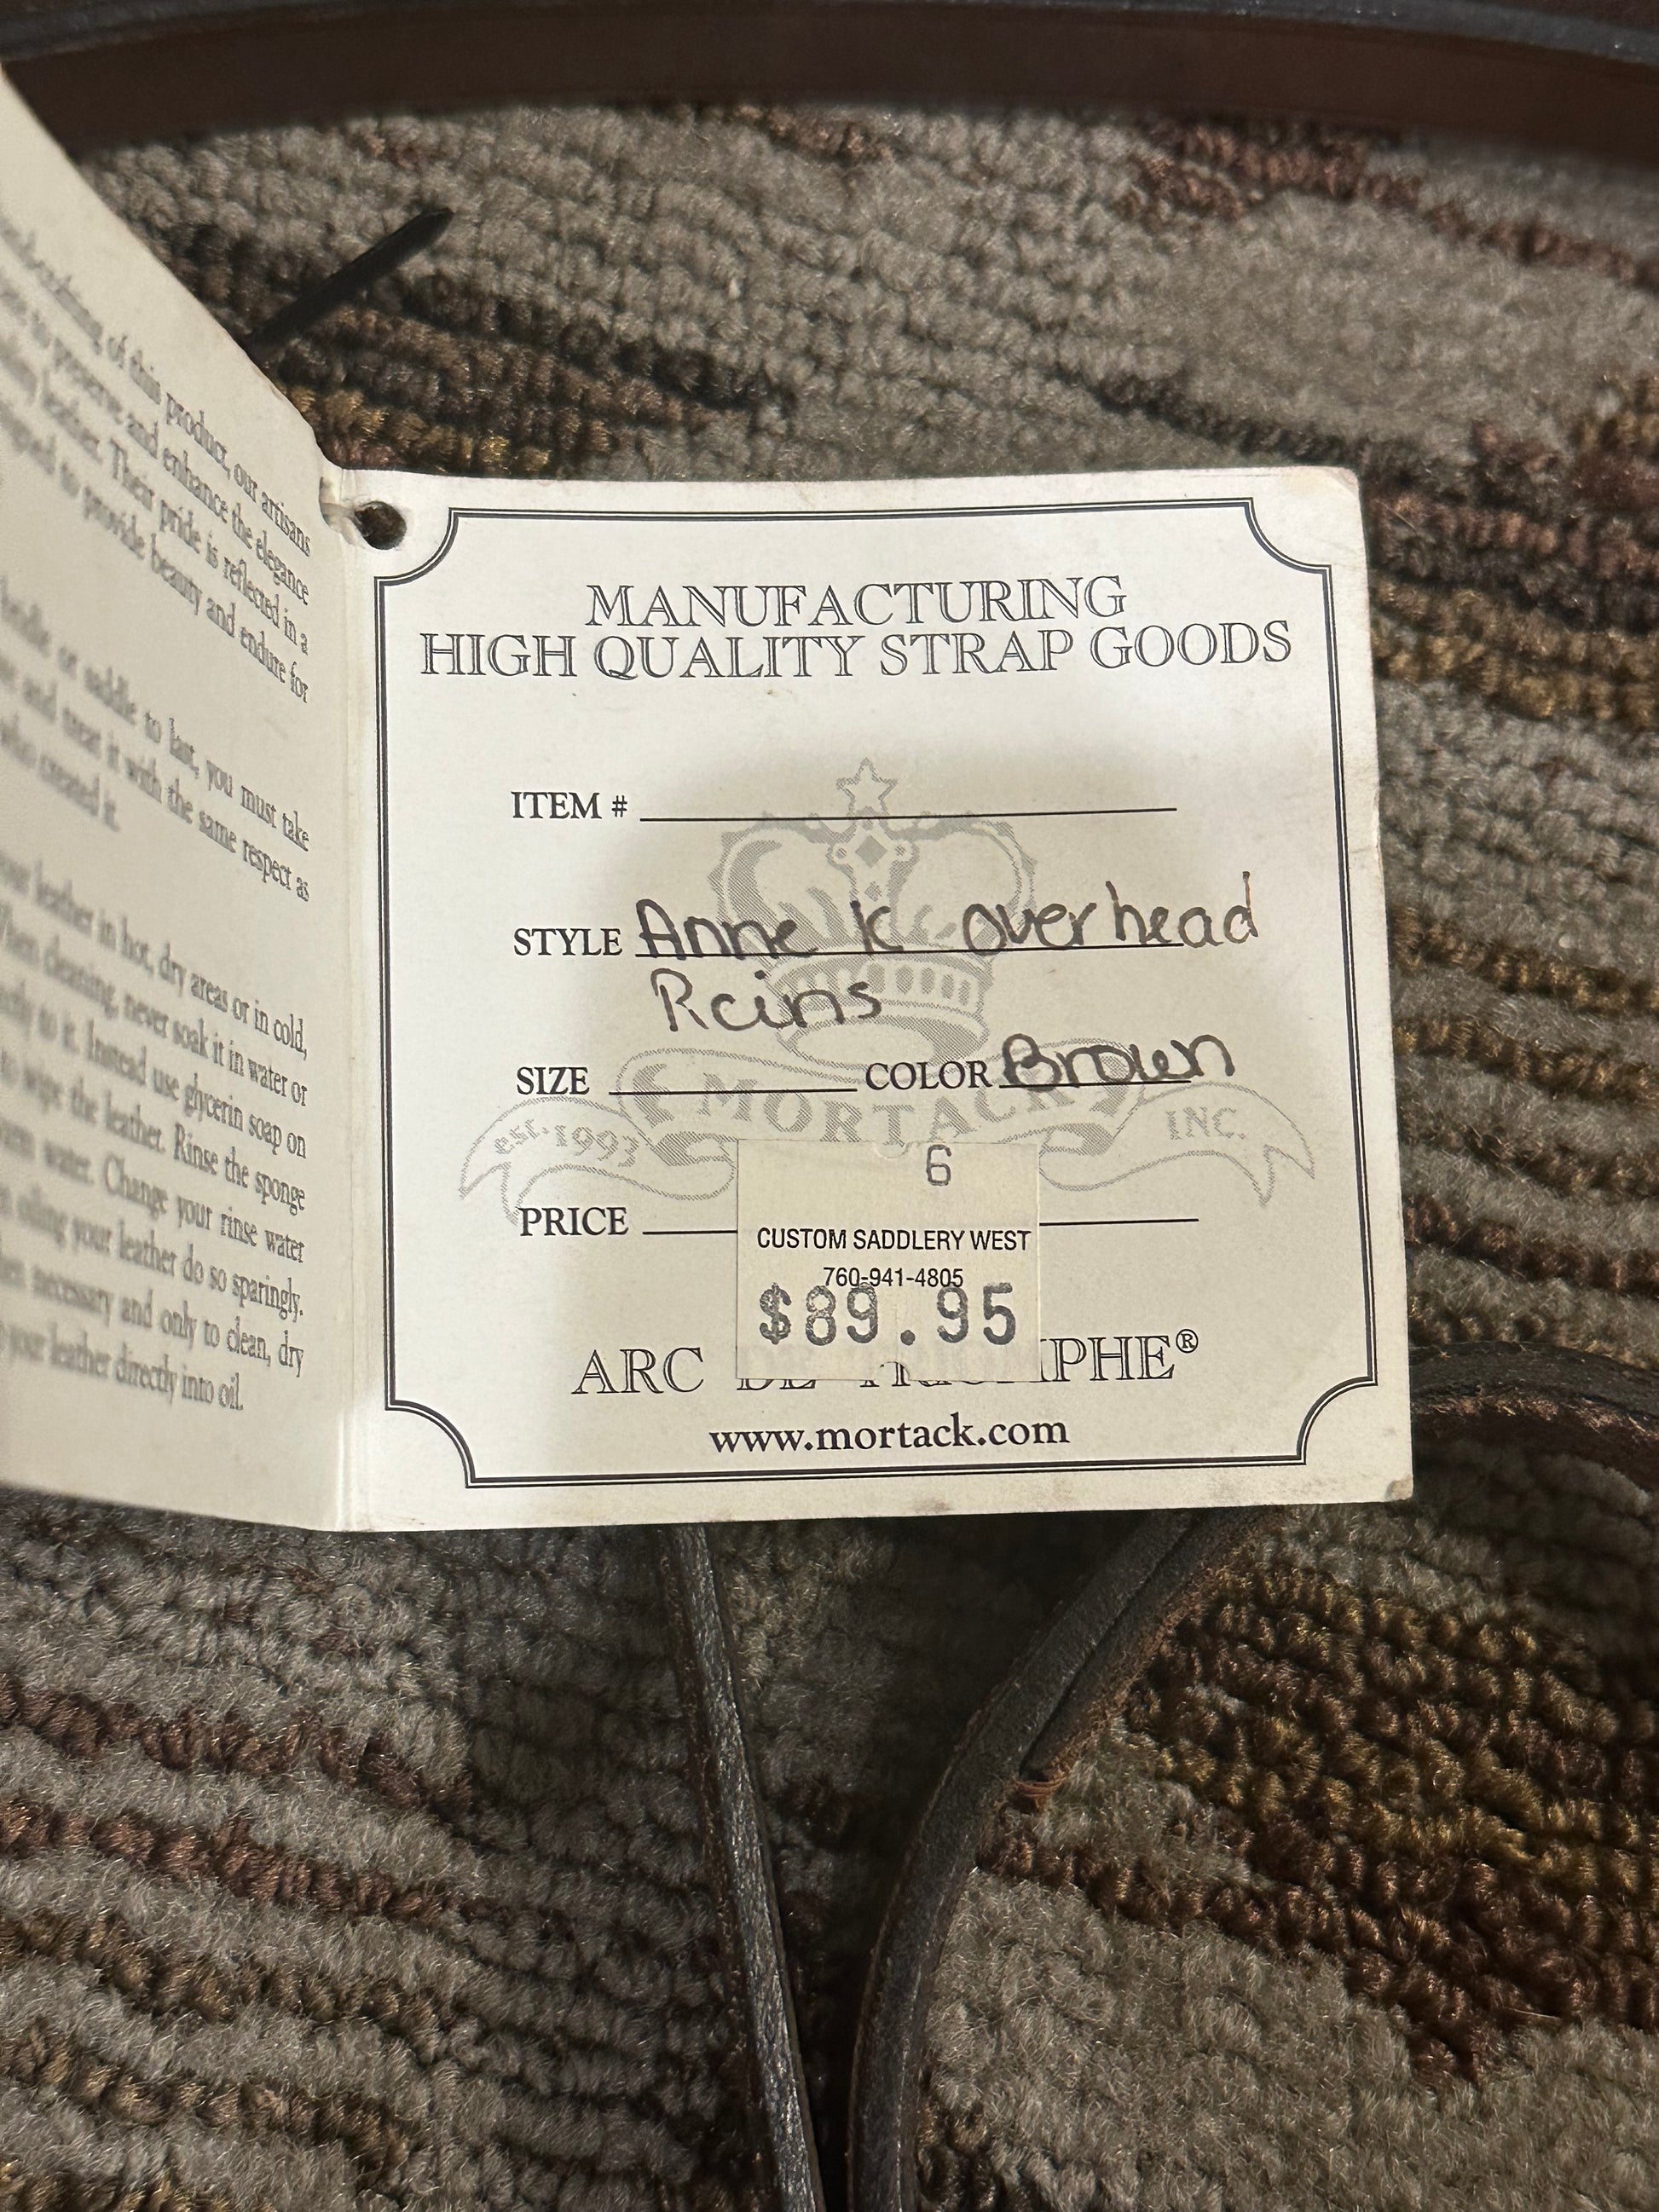 of this product, our artisans
to preserve and enhance the elegance
leather. Their pride is reflected in a
to provide beauty and endure for
or saddle to last, you must take
and treat it with the same respect as
who created it.
your leather in hot, dry areas or in cold,
When cleaning, never soak it in water or
to it. Instead use glycerin soap on
to wipe the leather. Rinse the sponge
water. Change your rinse water
oiling your leather do so sparingly.
necessary and only to clean, dry
your leather directly into oil.
MANUFACTURING
HIGH QUALITY STRAP GOODS
ITEM #
STYLE Anne K overhead
Reins
SIZE COLOR Brown
MORTACK
est. 1993 INC.
PRICE
6
CUSTOM SADDLERY WEST
760-941-4805
$89.95
ARC DE TRIOMPHE®
www.mortack.com